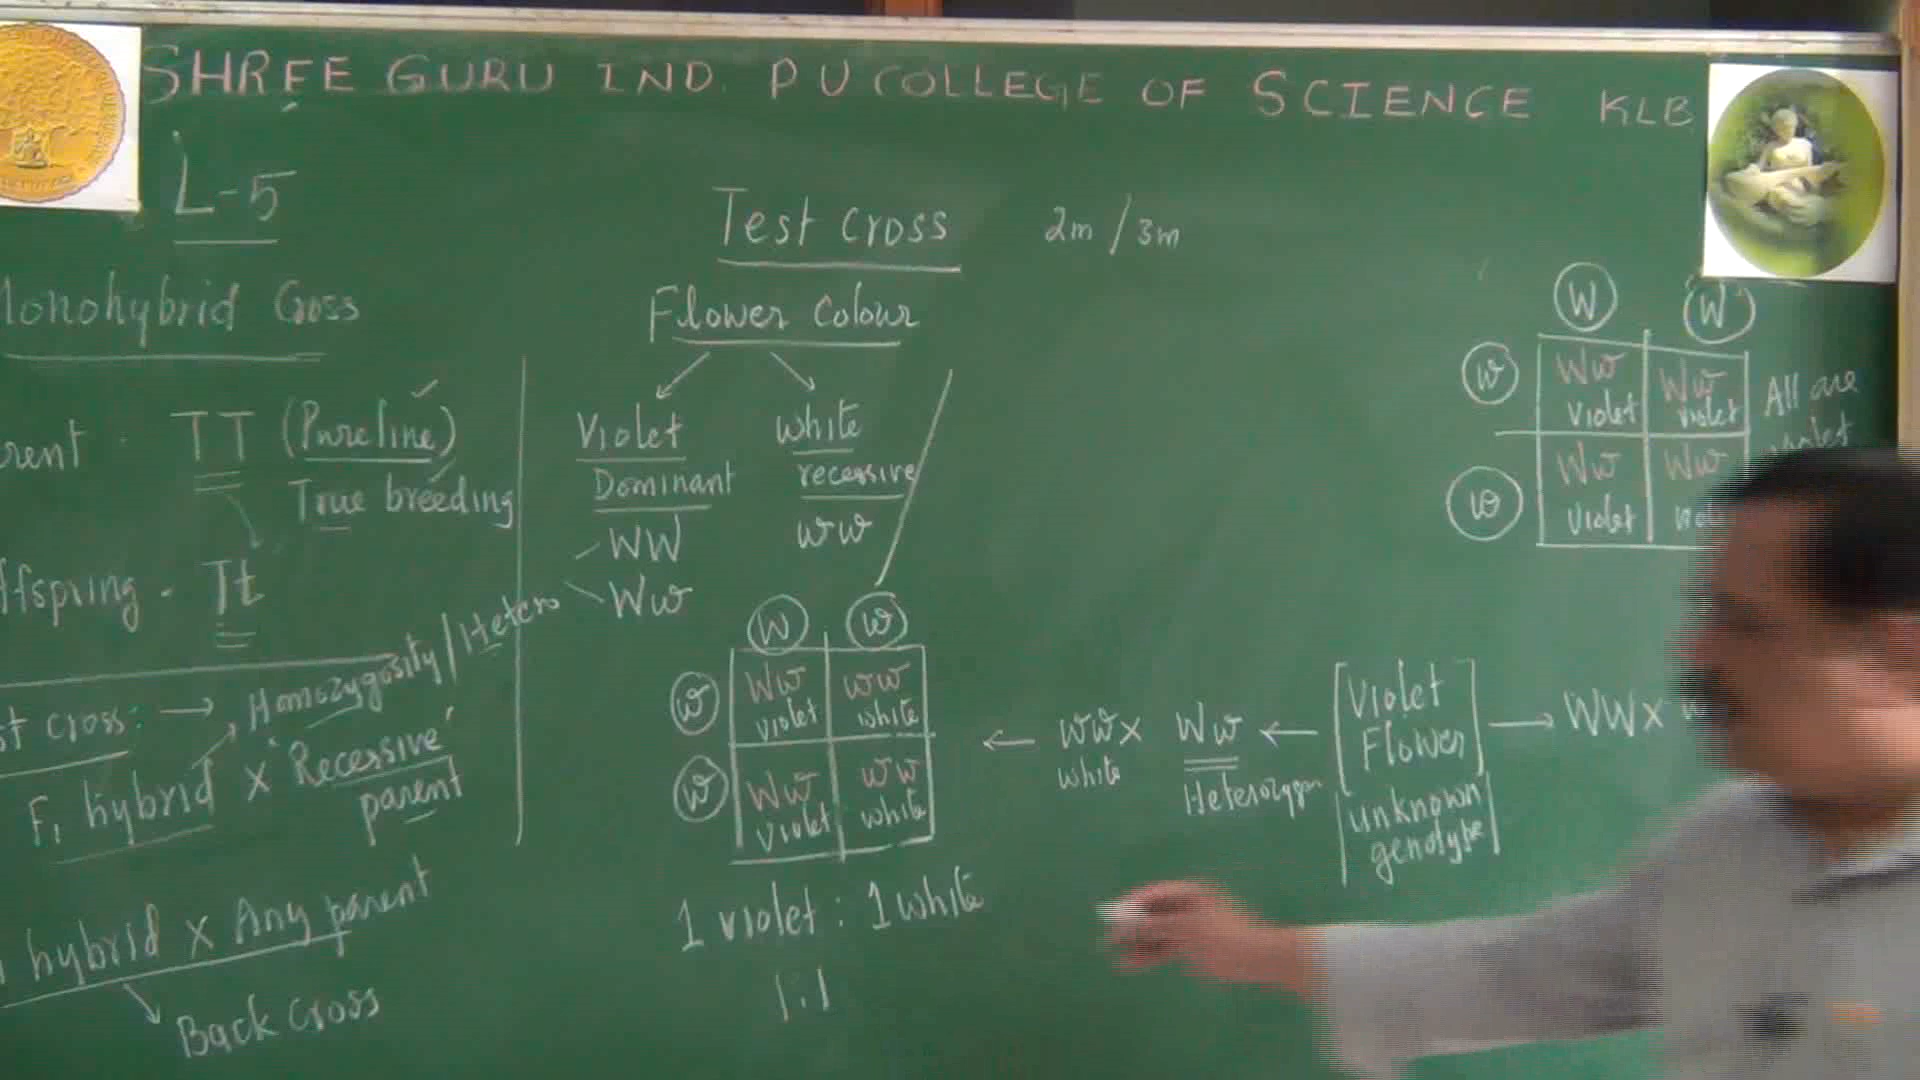 SHREE GURU IND. PU COLLEGE OF SCIENCE KLB
L-5
Monohybrid Cross
TT (Pureline)
True breeding
Offspring - Tt
cross: → Homozygosity / Hetero
F1 hybrid x Recessive
parent
hybrid x Any parent
Back cross
Test cross 2m / 3m
Flower Colour
Violet White
Dominant recessive
WW ww
Ww
W w
w Ww ww
violet white
w Ww ww
Violet white
1 violet : 1 white
1:1
← ww x Ww ← Violet Flower → WW x
white Heterozygous unknown
genotype
W W
w Ww Ww All are
violet violet violet
w Ww Ww
violet